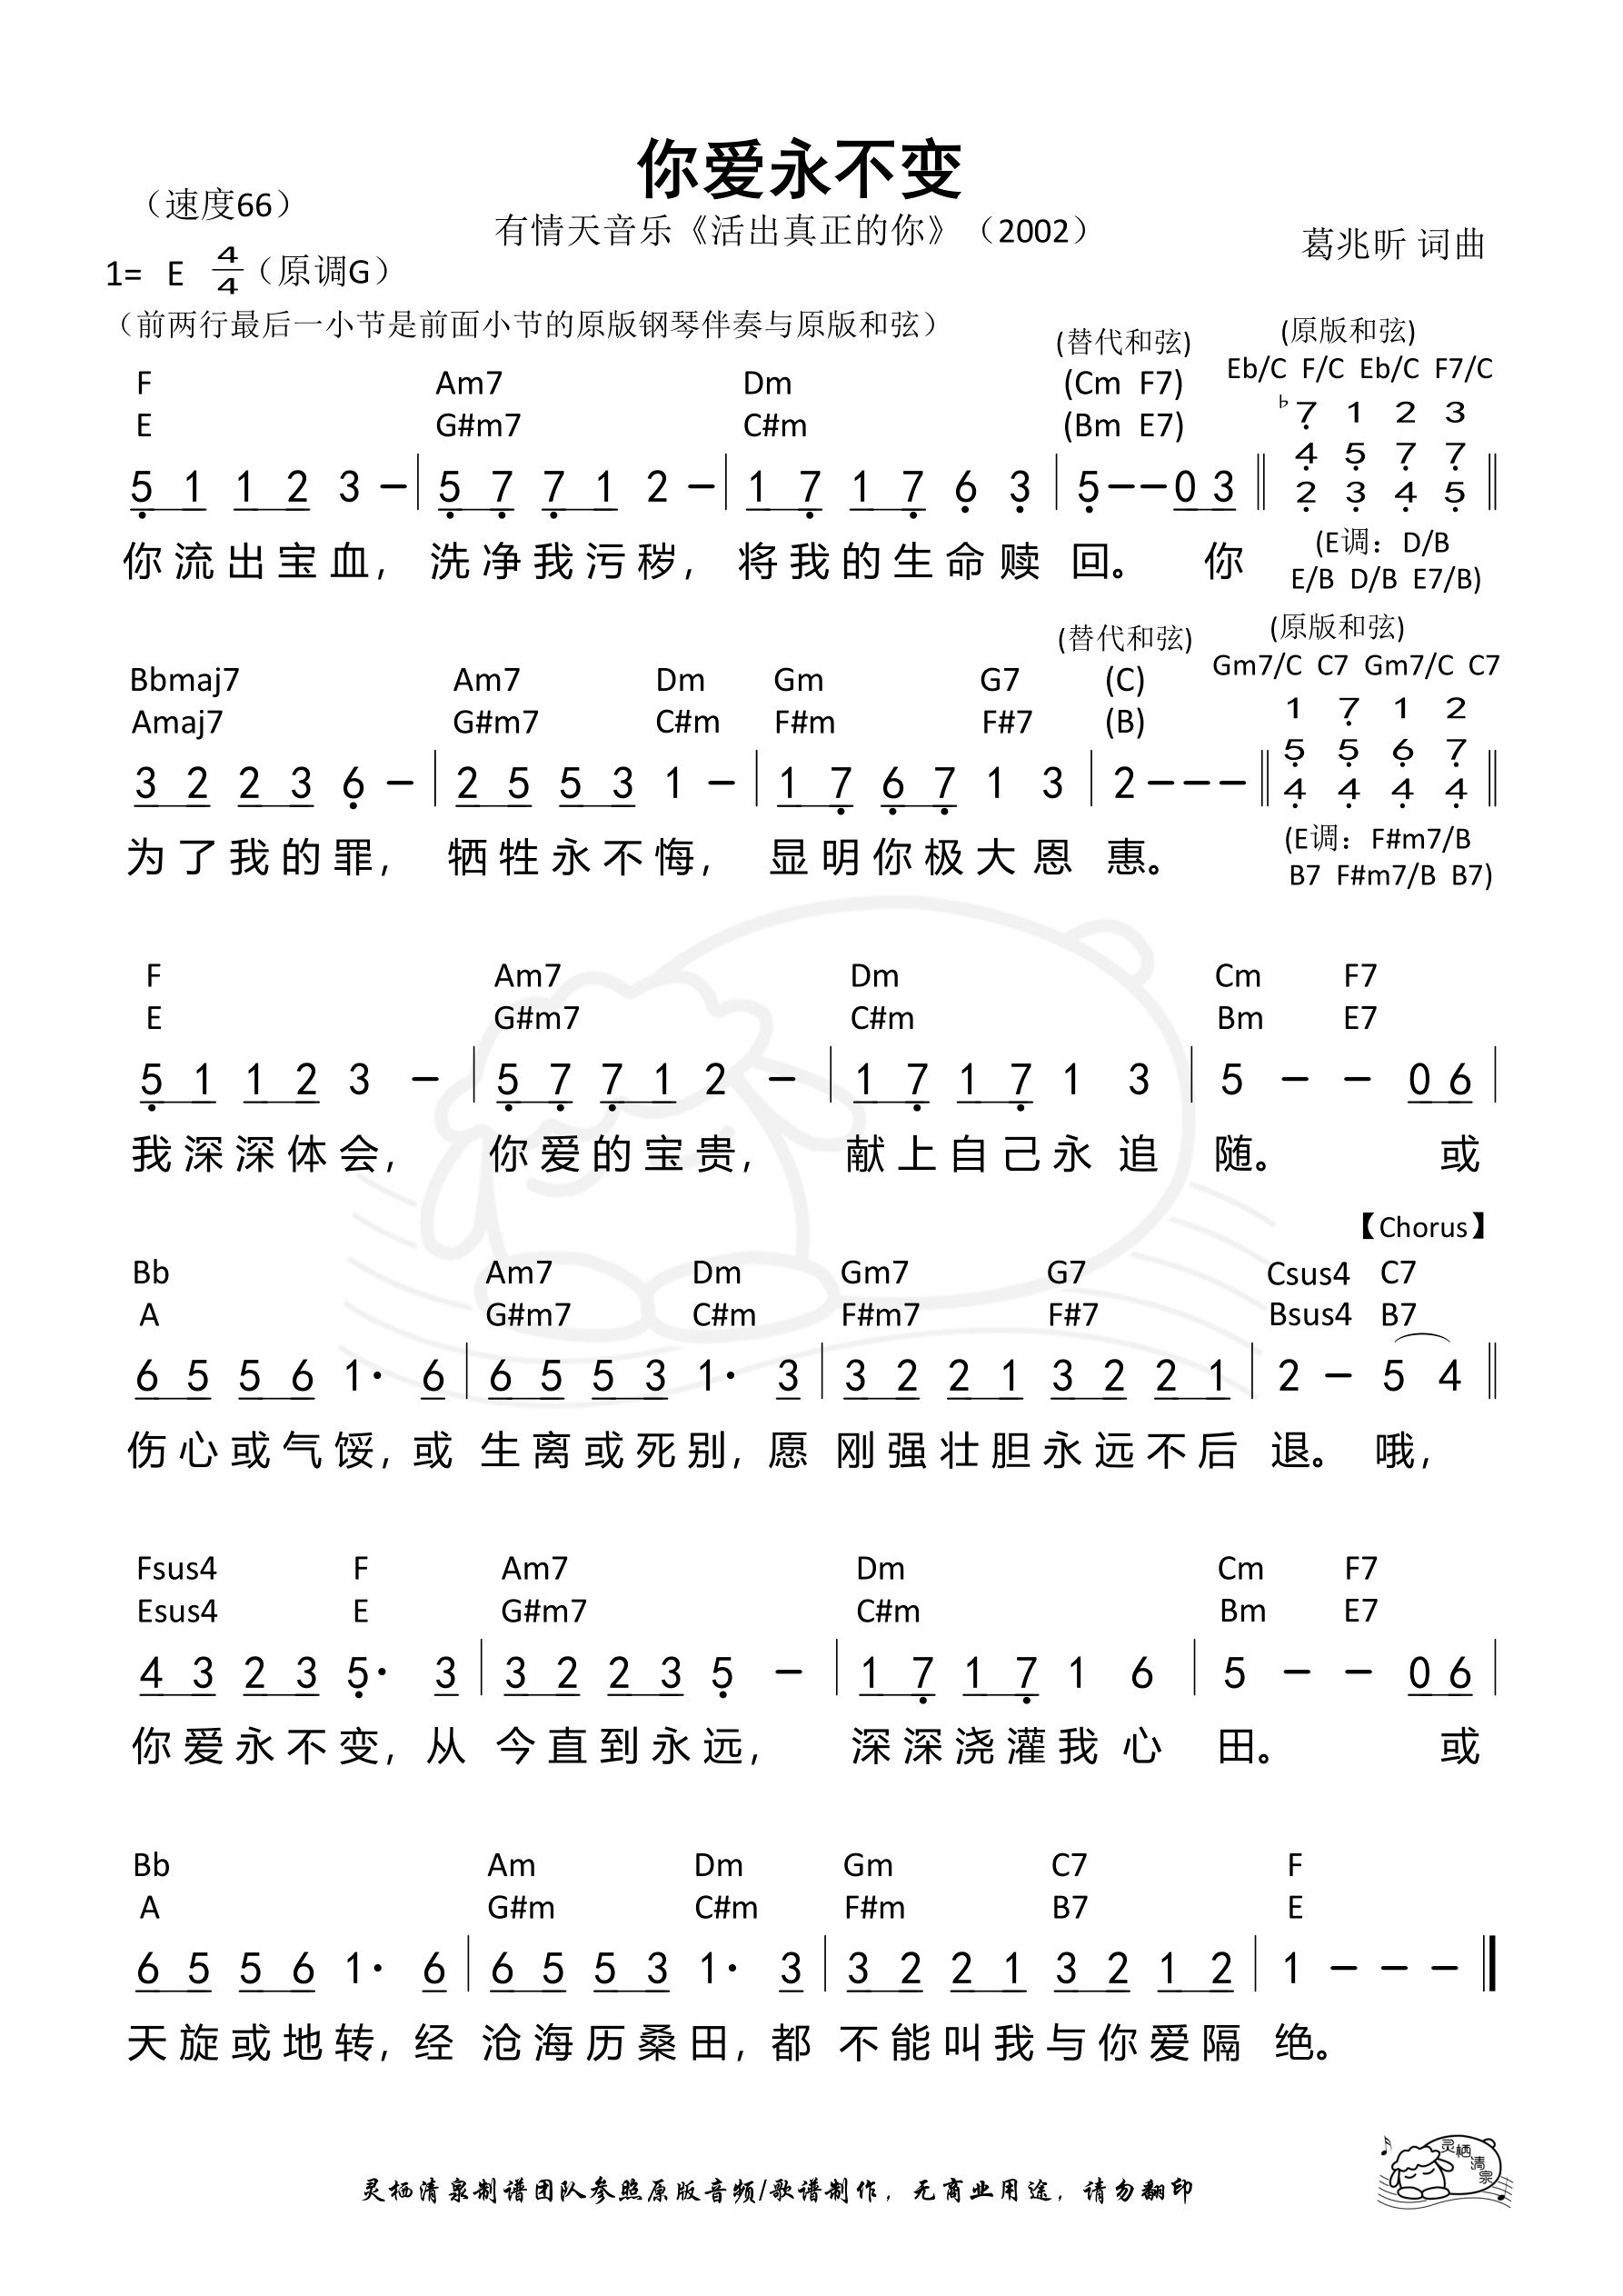 你爱永不变
（速度66）
有情天音乐《活出真正的你》（2002）
葛兆昕 词曲
1= E 4/4（原调G）
（前两行最后一小节是前面小节的原版钢琴伴奏与原版和弦）
(替代和弦) (原版和弦)
F Am7 Dm (Cm F7) Eb/C F/C Eb/C F7/C
E G#m7 C#m (Bm E7)
♭7̣ 1 2 3
4̣ 5̣ 7̣ 7̣
2̣ 3̣ 4̣ 5̣
5̣ 1 1 2 3 – | 5̣ 7̣ 7̣ 1 2 – | 1 7̣ 1 7̣ 6̣ 3̣ | 5̣ – – 0 3 ‖
你流出宝血，洗净我污秽，将我的生命赎回。 你
(E调：D/B
E/B D/B E7/B)
(替代和弦) (原版和弦)
Bbmaj7 Am7 Dm Gm G7 (C) Gm7/C C7 Gm7/C C7
Amaj7 G#m7 C#m F#m F#7 (B)
1 7̣ 1 2
5̣ 5̣ 6̣ 7̣
4̣ 4̣ 4̣ 4̣
3 2 2 3 6̣ – | 2 5 5 3 1 – | 1 7̣ 6̣ 7̣ 1 3 | 2 – – – ‖
为了我的罪，牺牲永不悔，显明你极大恩惠。
(E调：F#m7/B
B7 F#m7/B B7)
F Am7 Dm Cm F7
E G#m7 C#m Bm E7
5̣ 1 1 2 3 – | 5̣ 7̣ 7̣ 1 2 – | 1 7̣ 1 7̣ 1 3 | 5 – – 0 6 |
我深深体会，你爱的宝贵，献上自己永追随。 或
【Chorus】
Bb Am7 Dm Gm7 G7 Csus4 C7
A G#m7 C#m F#m7 F#7 Bsus4 B7
6 5 5 6 1· 6 | 6 5 5 3 1· 3 | 3 2 2 1 3 2 2 1 | 2 – 5 4 ‖
伤心或气馁，或生离或死别，愿刚强壮胆永远不后退。哦，
Fsus4 F Am7 Dm Cm F7
Esus4 E G#m7 C#m Bm E7
4 3 2 3 5̣· 3 | 3 2 2 3 5̣ – | 1 7̣ 1 7̣ 1 6 | 5 – – 0 6 |
你爱永不变，从今直到永远，深深浇灌我心田。 或
Bb Am Dm Gm C7 F
A G#m C#m F#m B7 E
6 5 5 6 1· 6 | 6 5 5 3 1· 3 | 3 2 2 1 3 2 1 2 | 1 – – – ‖
天旋或地转，经沧海历桑田，都不能叫我与你爱隔绝。
灵栖清泉制谱团队参照原版音频/歌谱制作，无商业用途，请勿翻印
灵栖清泉